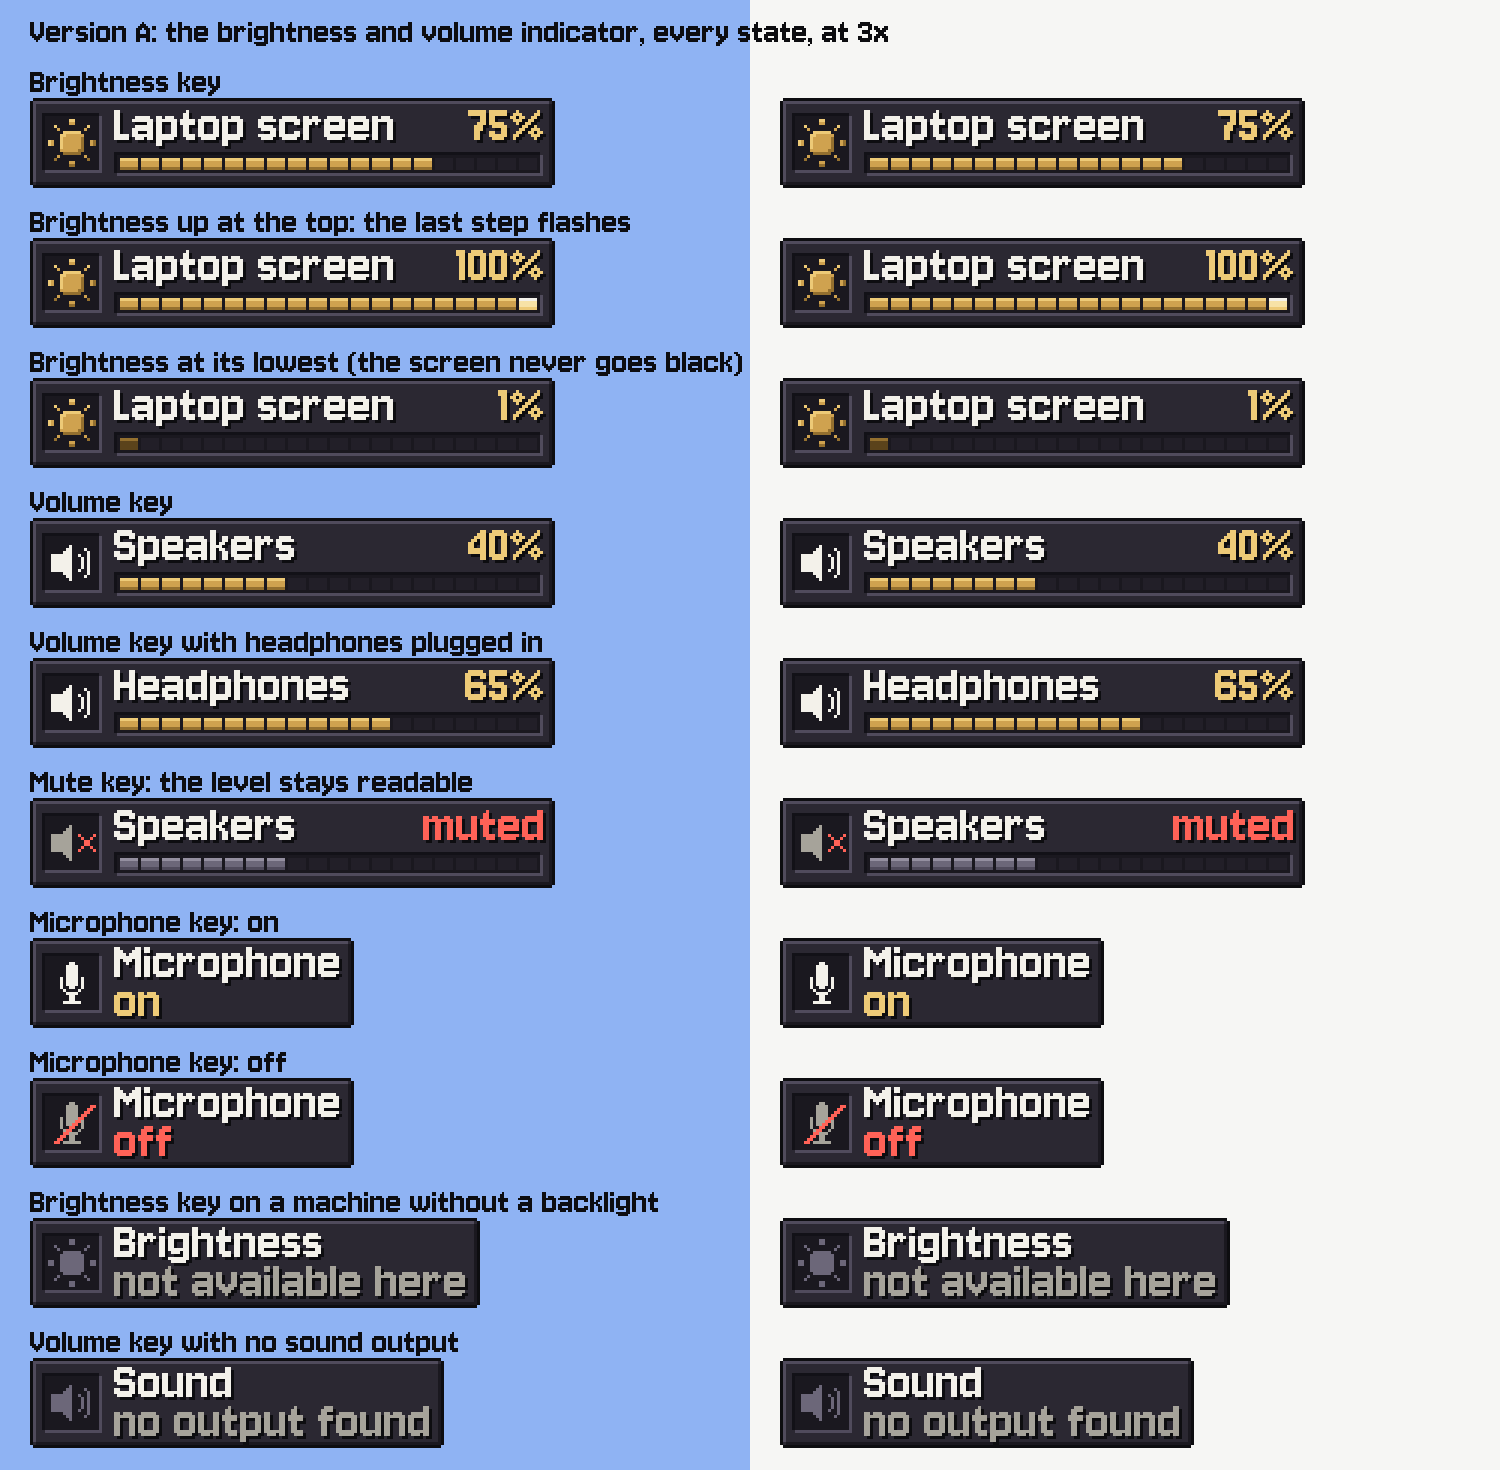 Version A: the brightness and volume indicator, every state, at 3x
Brightness key
Laptop screen 75% Laptop screen 75%
Brightness up at the top: the last step flashes
Laptop screen 100% Laptop screen 100%
Brightness at its lowest (the screen never goes black)
Laptop screen 1% Laptop screen 1%
Volume key
Speakers 40% Speakers 40%
Volume key with headphones plugged in
Headphones 65% Headphones 65%
Mute key: the level stays readable
Speakers muted Speakers muted
Microphone key: on
Microphone Microphone
on on
Microphone key: off
Microphone Microphone
off off
Brightness key on a machine without a backlight
Brightness Brightness
not available here not available here
Volume key with no sound output
Sound Sound
no output found no output found